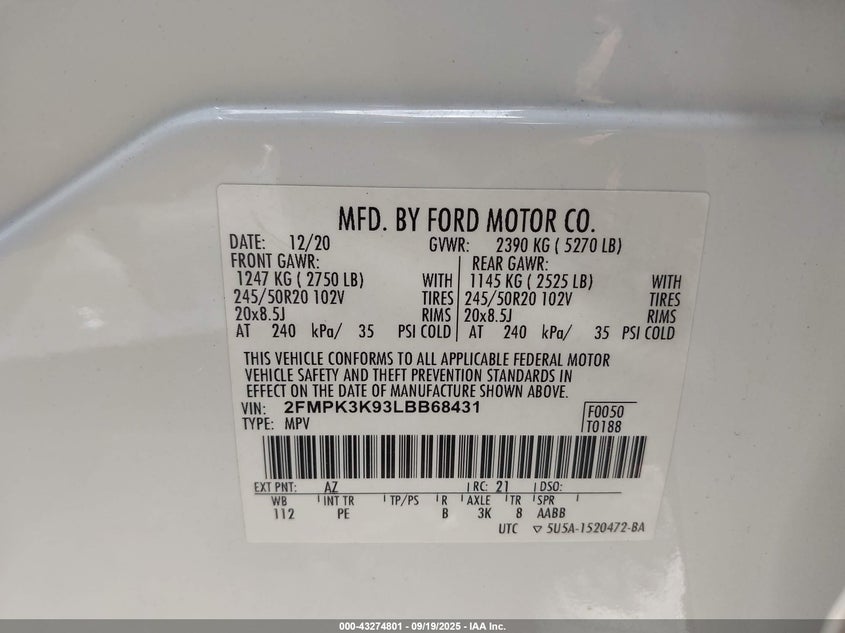 MFD. BY FORD MOTOR CO.
DATE: 12/20 GVWR: 2390 KG ( 5270 LB)
FRONT GAWR: REAR GAWR:
1247 KG ( 2750 LB) WITH 1145 KG ( 2525 LB) WITH
245/50R20 102V TIRES 245/50R20 102V TIRES
20x8.5J RIMS 20x8.5J RIMS
AT 240 kPa/ 35 PSI COLD AT 240 kPa/ 35 PSI COLD
THIS VEHICLE CONFORMS TO ALL APPLICABLE FEDERAL MOTOR
VEHICLE SAFETY AND THEFT PREVENTION STANDARDS IN
EFFECT ON THE DATE OF MANUFACTURE SHOWN ABOVE.
VIN: 2FMPK3K93LBB68431 F0050
TYPE: MPV T0188
EXT PNT: AZ RC: 21 DSO:
WB INT TR TP/PS R AXLE TR SPR
112 PE B 3K 8 AABB
UTC ▽ 5U5A-1520472-BA
000-43274801 - 09/19/2025 - IAA Inc.